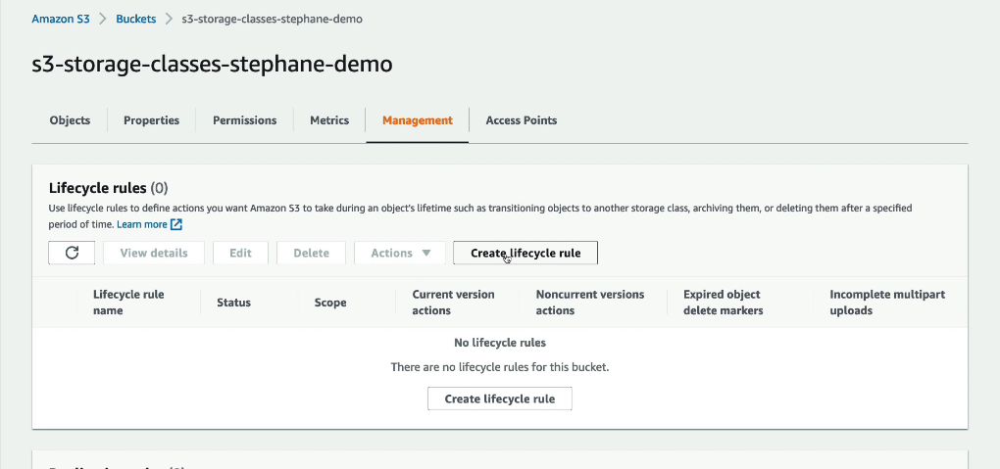 Amazon S3 > Buckets > s3-storage-classes-stephane-demo
s3-storage-classes-stephane-demo
Objects Properties Permissions Metrics Management Access Points
Lifecycle rules (0)
Use lifecycle rules to define actions you want Amazon S3 to take during an object's lifetime such as transitioning objects to another storage class, archiving them, or deleting them after a specified
period of time. Learn more
View details Edit Delete Actions Create lifecycle rule
Lifecycle rule name Status Scope Current version actions Noncurrent versions actions Expired object delete markers Incomplete multipart uploads
No lifecycle rules
There are no lifecycle rules for this bucket.
Create lifecycle rule